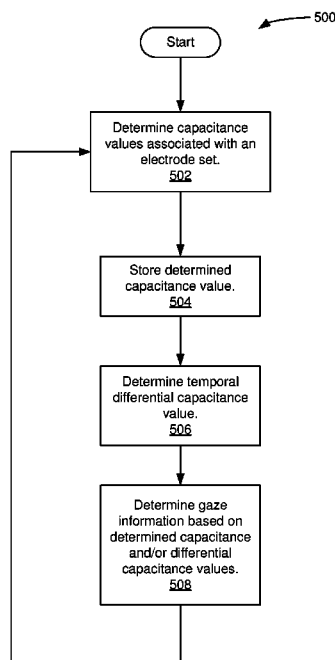 500
Start
Determine capacitance
values associated with an
electrode set.
502
Store determined
capacitance value.
504
Determine temporal
differential capacitance
value.
506
Determine gaze
information based on
determined capacitance
and/or differential
capacitance values.
508